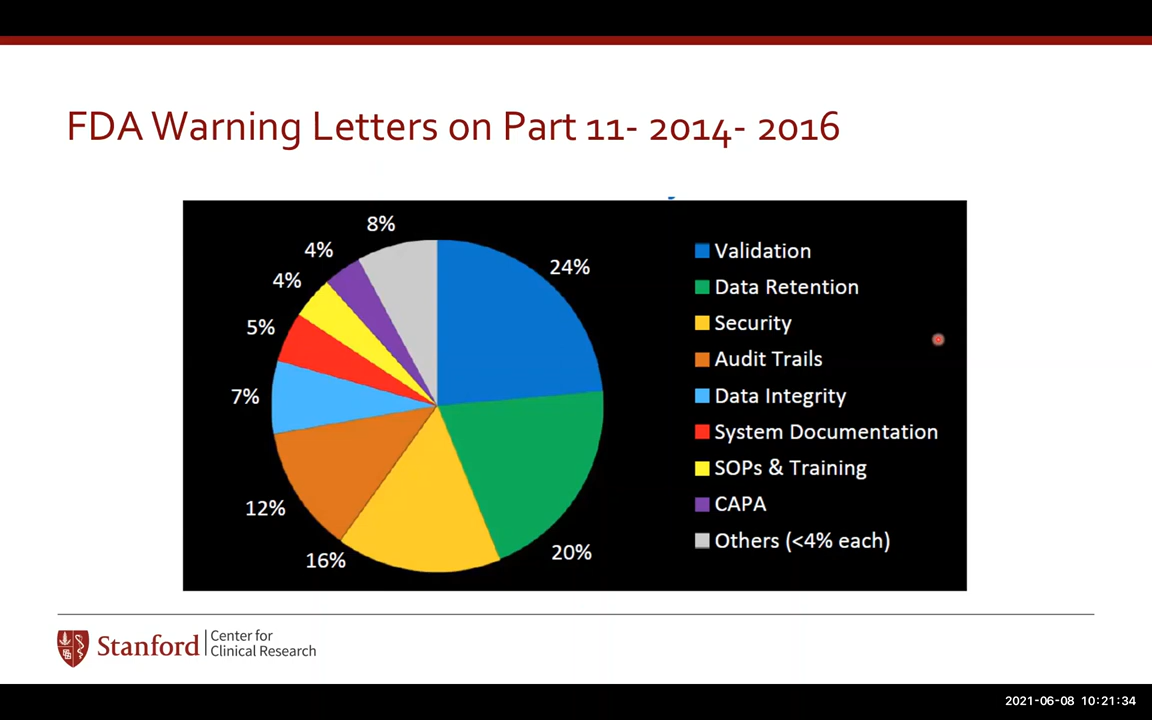 FDA Warning Letters on Part 11- 2014- 2016
8%
4%
4%
5%
7%
12%
16%
24%
20%
Validation
Data Retention
Security
Audit Trails
Data Integrity
System Documentation
SOPs & Training
CAPA
Others (<4% each)
Stanford
Center for
Clinical Research
2021-06-08 10:21:34